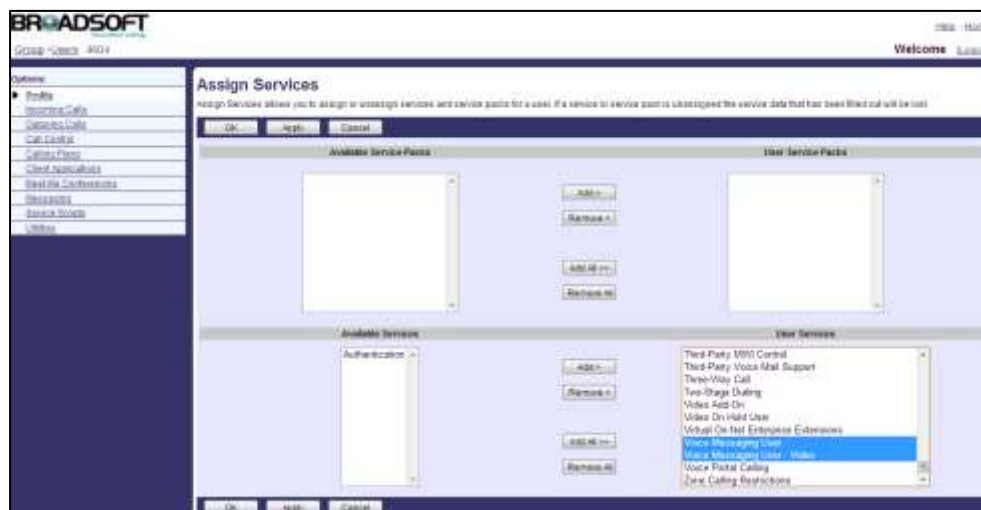 BROADSOFT
Help - Home
Group > Users
Welcome
Options:
Profile
Incoming Calls
Outgoing Calls
Call Control
Calling Plans
Client Applications
Meet-Me Conferences
Messaging
Service Scripts
Utilities
Assign Services
Assign Services allows you to assign or unassign services and service packs for a user. If a service or service pack is unassigned the service data that has been filled out will be lost.
OK Apply Cancel
Available Service Packs User Service Packs
Add >
Remove <
Add All >>
Remove All
Available Services User Services
Authentication
Add >
Remove <
Add All >>
Remove All
Third-Party MWI Control
Third-Party Voice Mail Support
Three-Way Call
Two-Stage Dialing
Video Add-On
Video On Hold User
Virtual On-Net Enterprise Extensions
Voice Messaging User
Voice Messaging User - Video
Voice Portal Calling
Zone Calling Restrictions
OK Apply Cancel